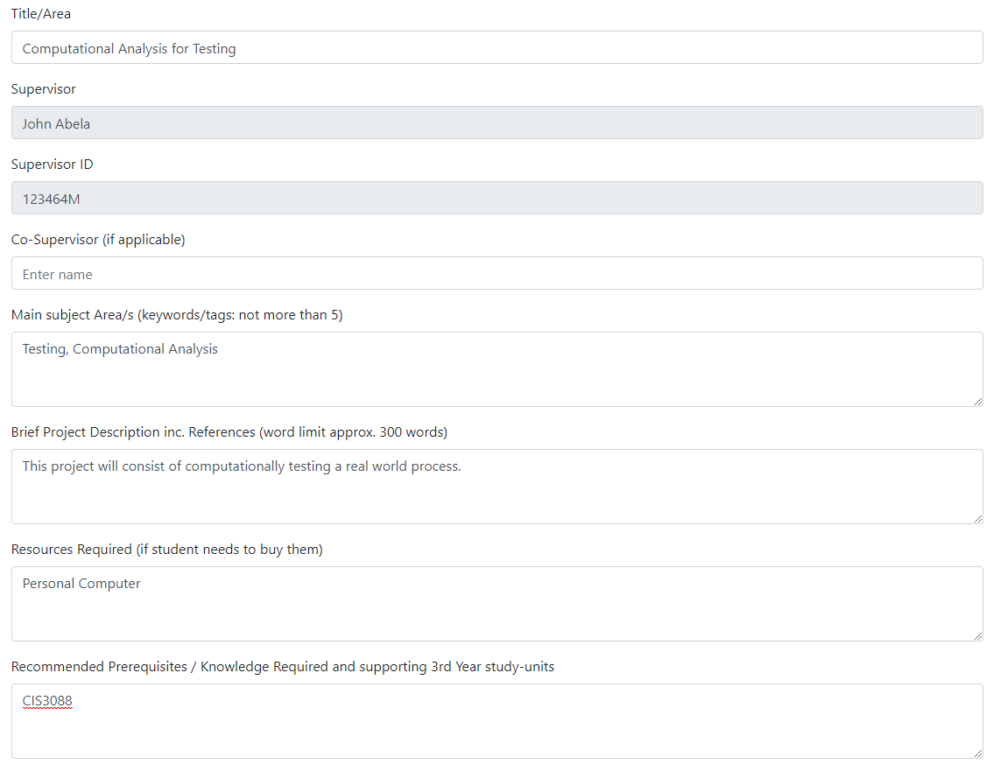 Title/Area
Computational Analysis for Testing
Supervisor
John Abela
Supervisor ID
123464M
Co-Supervisor (if applicable)
Enter name
Main subject Area/s (keywords/tags: not more than 5)
Testing, Computational Analysis
Brief Project Description inc. References (word limit approx. 300 words)
This project will consist of computationally testing a real world process.
Resources Required (if student needs to buy them)
Personal Computer
Recommended Prerequisites / Knowledge Required and supporting 3rd Year study-units
CIS3088